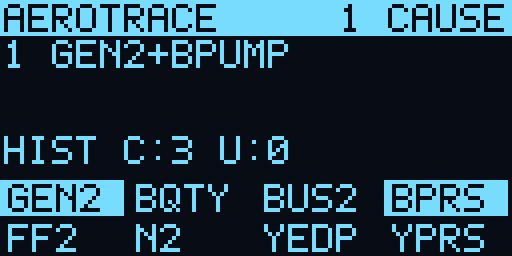 AEROTRACE 1 CAUSE
1 GEN2+BPUMP
HIST C:3 U:0
GEN2 BQTY BUS2 BPRS
FF2 N2 YEDP YPRS